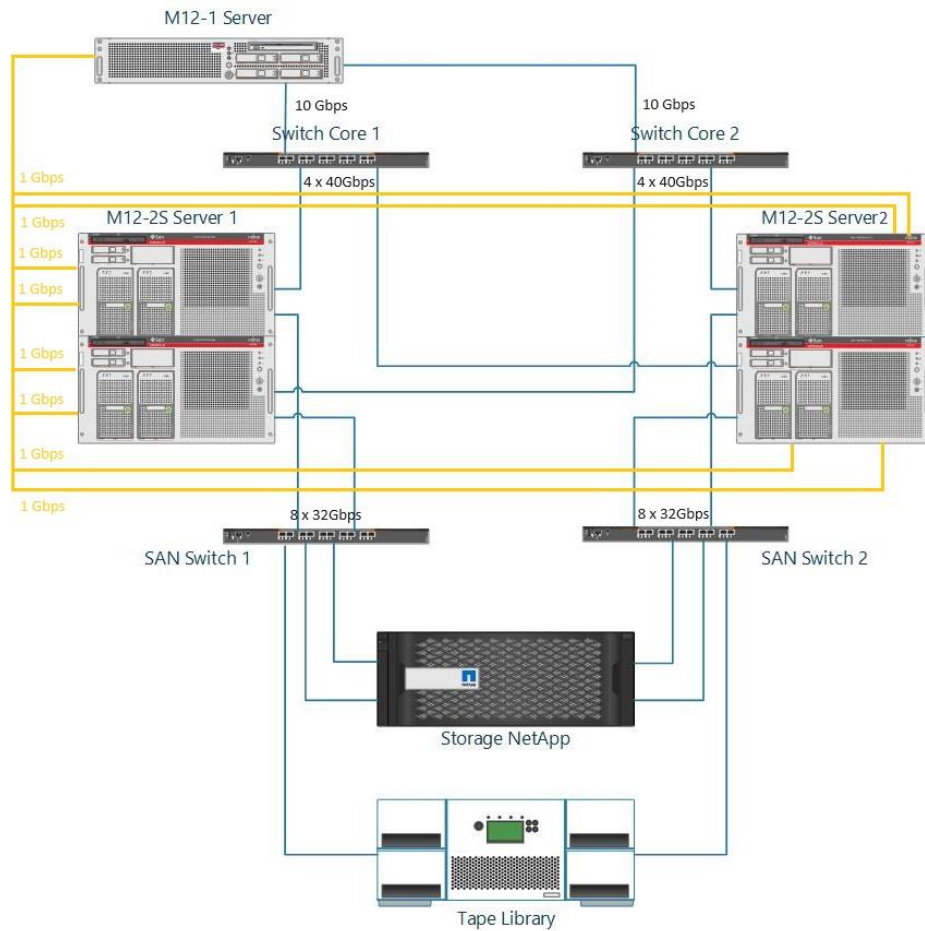 M12-1 Server
10 Gbps
10 Gbps
Switch Core 1
Switch Core 2
4 x 40Gbps
4 x 40Gbps
1 Gbps
1 Gbps
M12-2S Server 1
M12-2S Server2
1 Gbps
1 Gbps
1 Gbps
1 Gbps
1 Gbps
1 Gbps
8 x 32Gbps
8 x 32Gbps
SAN Switch 1
SAN Switch 2
Storage NetApp
Tape Library